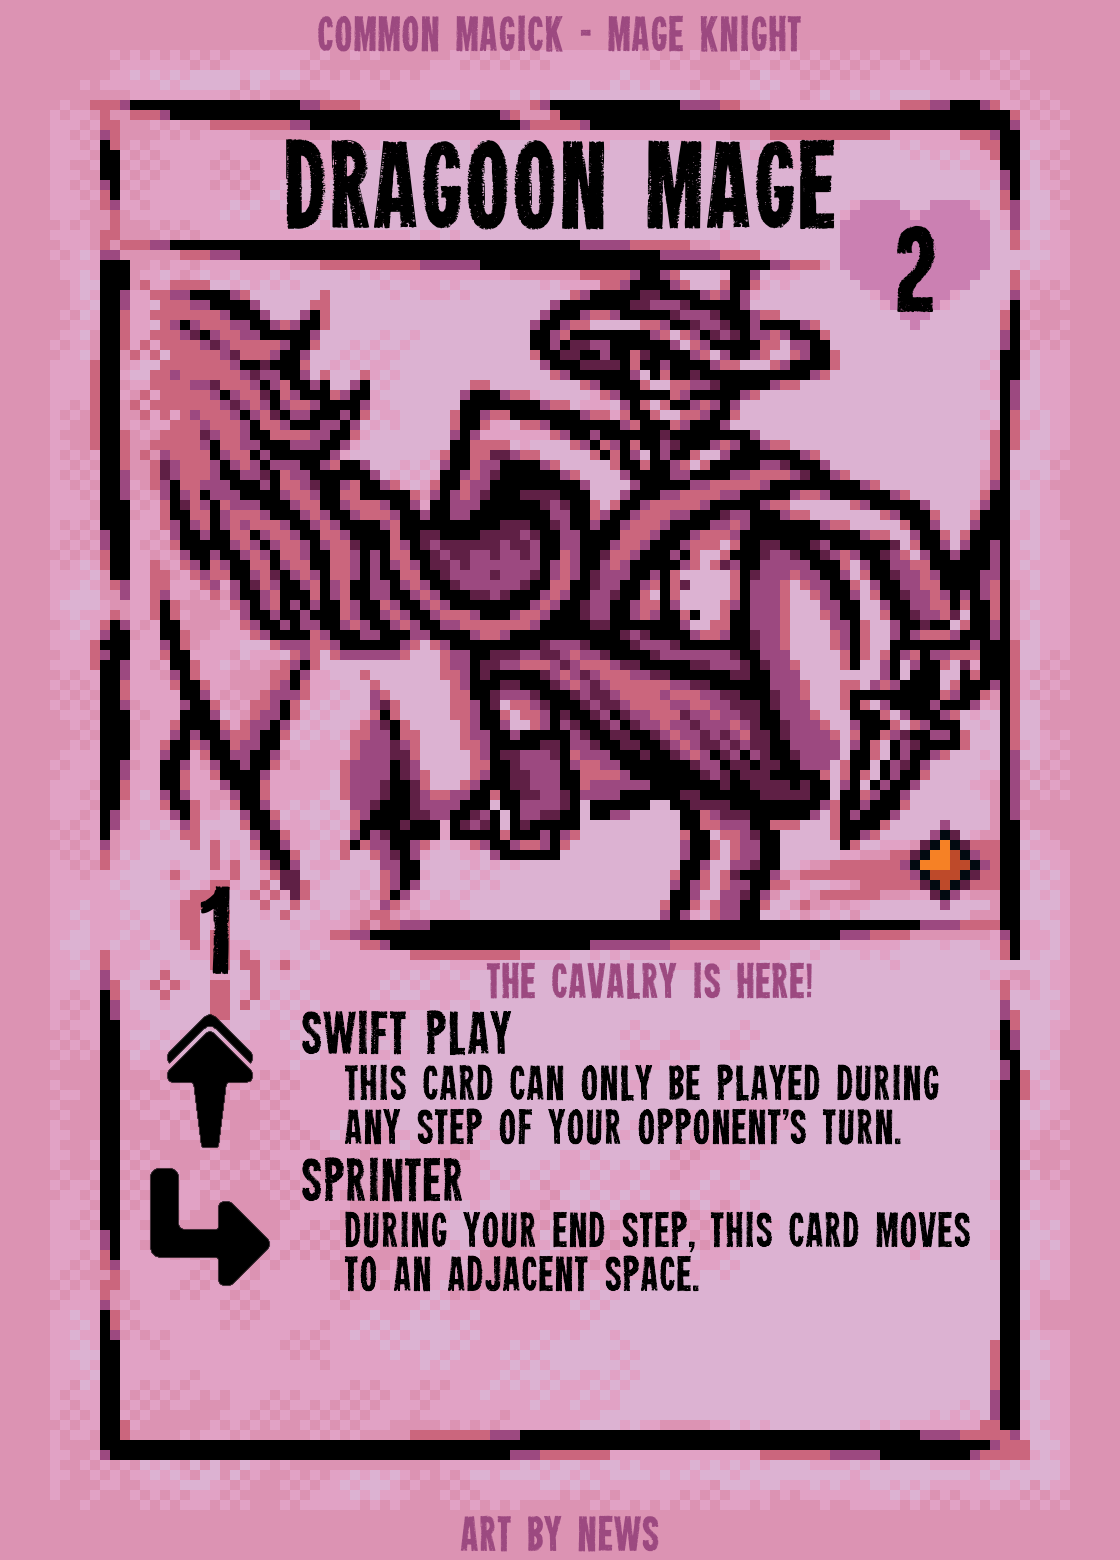 COMMON MAGICK - MAGE KNIGHT
DRAGOON MAGE
2
1
THE CAVALRY IS HERE!
SWIFT PLAY
THIS CARD CAN ONLY BE PLAYED DURING
ANY STEP OF YOUR OPPONENT'S TURN.
SPRINTER
DURING YOUR END STEP, THIS CARD MOVES
TO AN ADJACENT SPACE.
ART BY NEWS